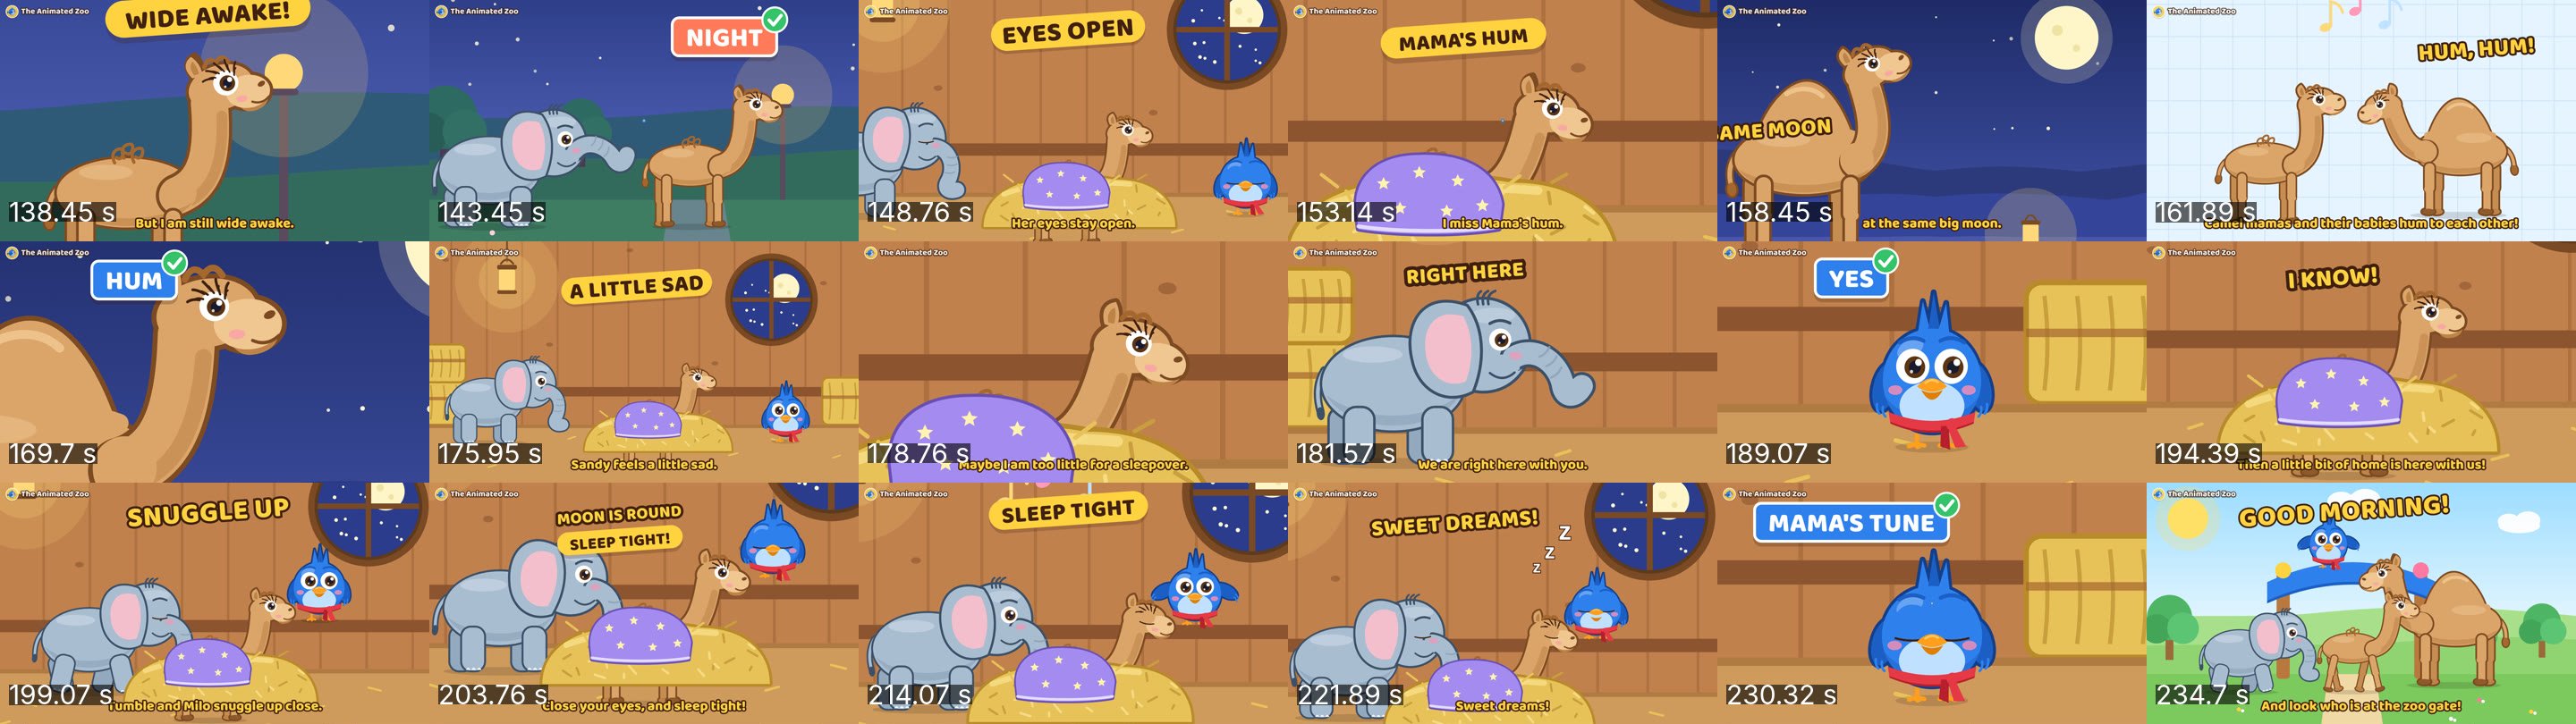 The Animated Zoo
WIDE AWAKE!
138.45 s
But I am still wide awake.
The Animated Zoo
NIGHT
143.45 s
The Animated Zoo
EYES OPEN
148.76 s
Her eyes stay open.
The Animated Zoo
MAMA'S HUM
153.14 s
I miss Mama's hum.
The Animated Zoo
AME MOON
158.45 s
at the same big moon.
The Animated Zoo
HUM, HUM!
161.89 s
Camel mamas and their babies hum to each other!
The Animated Zoo
HUM
169.7 s
The Animated Zoo
A LITTLE SAD
175.95 s
Sandy feels a little sad.
The Animated Zoo
178.76 s
Maybe I am too little for a sleepover.
The Animated Zoo
RIGHT HERE
181.57 s
We are right here with you.
The Animated Zoo
YES
189.07 s
The Animated Zoo
I KNOW!
194.39 s
Then a little bit of home is here with us!
The Animated Zoo
SNUGGLE UP
199.07 s
Tumble and Milo snuggle up close.
The Animated Zoo
MOON IS ROUND
SLEEP TIGHT!
203.76 s
Close your eyes, and sleep tight!
The Animated Zoo
SLEEP TIGHT
214.07 s
The Animated Zoo
SWEET DREAMS!
z
z
z
221.89 s
Sweet dreams!
The Animated Zoo
MAMA'S TUNE
230.32 s
The Animated Zoo
GOOD MORNING!
234.7 s
And look who is at the zoo gate!